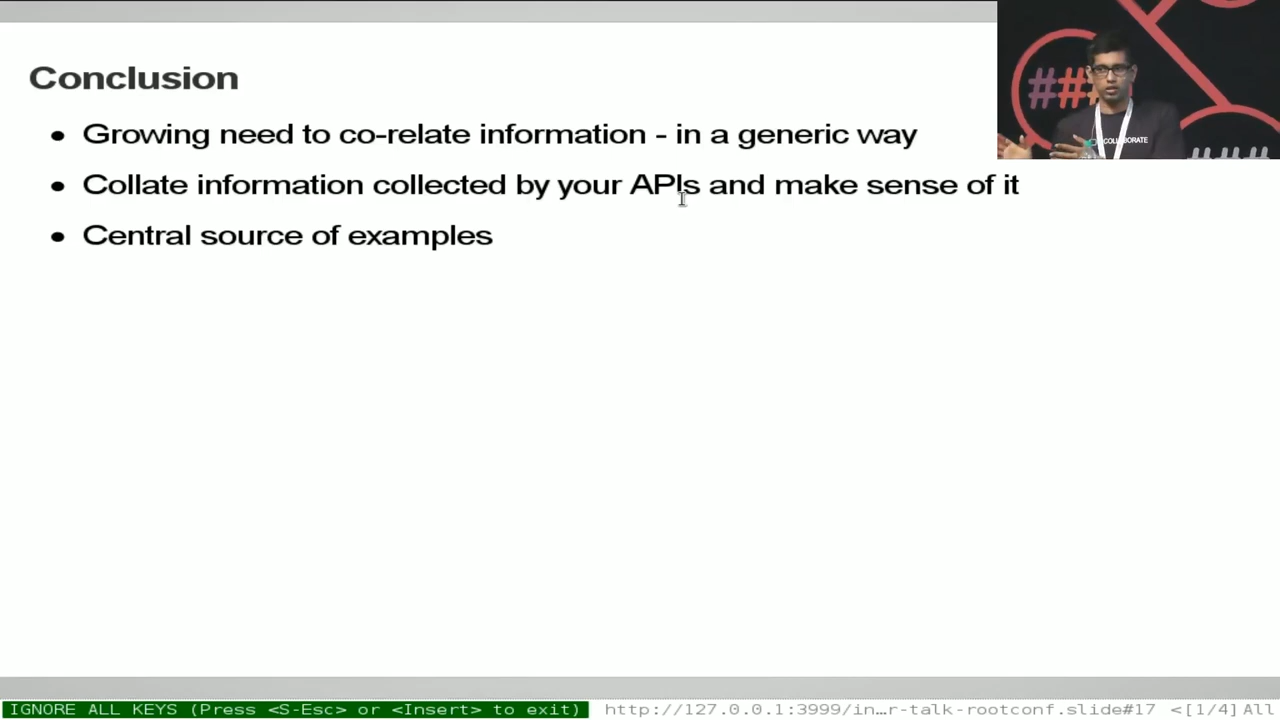 Conclusion
• Growing need to co-relate information - in a generic way
• Collate information collected by your APIs and make sense of it
• Central source of examples
###
COLLABORATE
###
IGNORE ALL KEYS (Press <S-Esc> or <Insert> to exit) http://127.0.0.1:3999/in…r-talk-rootconf.slide#17 <[1/4]All